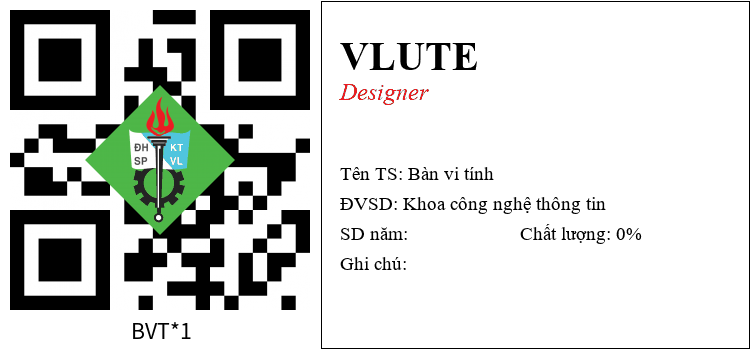 ĐH KT
SP VL
BVT*1
VLUTE
Designer
Tên TS: Bàn vi tính
ĐVSD: Khoa công nghệ thông tin
SD năm: Chất lượng: 0%
Ghi chú: